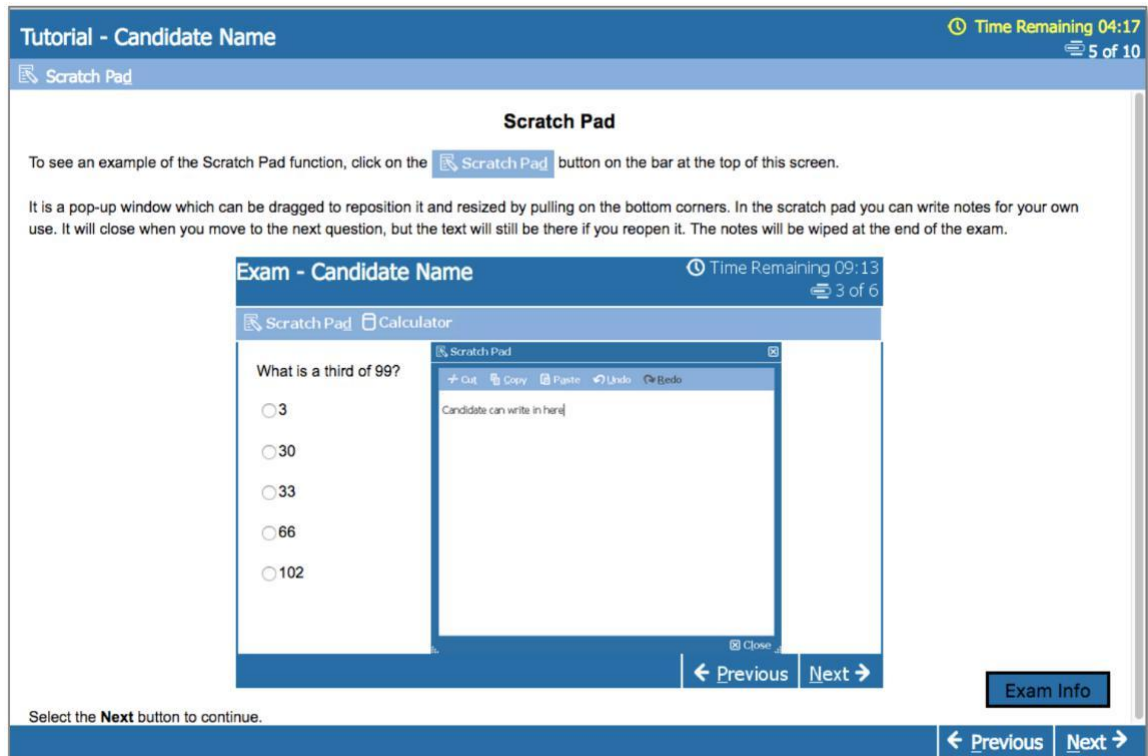 Tutorial - Candidate Name
Time Remaining 04:17
5 of 10
Scratch Pad
Scratch Pad
To see an example of the Scratch Pad function, click on the Scratch Pad button on the bar at the top of this screen.
It is a pop-up window which can be dragged to reposition it and resized by pulling on the bottom corners. In the scratch pad you can write notes for your own
use. It will close when you move to the next question, but the text will still be there if you reopen it. The notes will be wiped at the end of the exam.
Exam - Candidate Name
Time Remaining 09:13
3 of 6
Scratch Pad Calculator
Scratch Pad
What is a third of 99?
Cut Copy Paste Undo Redo
3
Candidate can write in here
30
33
66
102
Close
Previous Next
Exam Info
Select the Next button to continue.
Previous Next